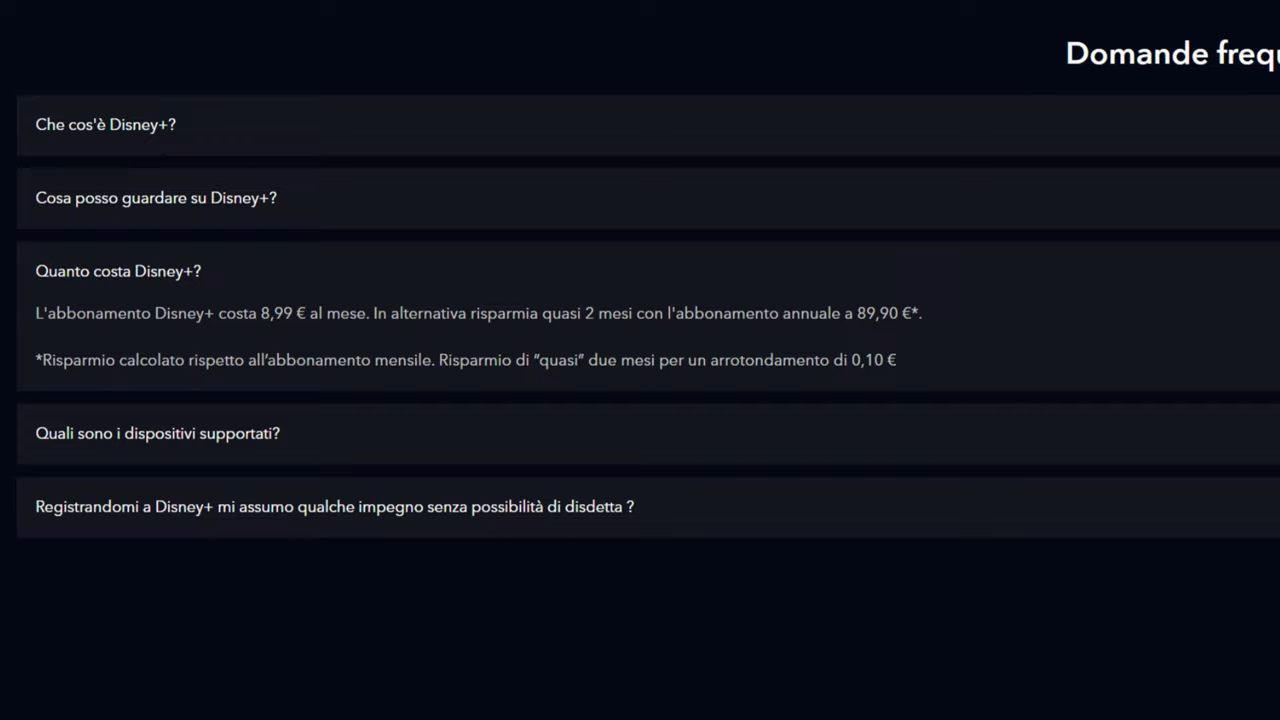 Domande
Che cos'è Disney+?
Cosa posso guardare su Disney+?
Quanto costa Disney+?
L'abbonamento Disney+ costa 8,99 € al mese. In alternativa risparmia quasi 2 mesi con l'abbonamento annuale a 89,90 €*.
*Risparmio calcolato rispetto all’abbonamento mensile. Risparmio di “quasi” due mesi per un arrotondamento di 0,10 €
Quali sono i dispositivi supportati?
Registrandomi a Disney+ mi assumo qualche impegno senza possibilità di disdetta ?